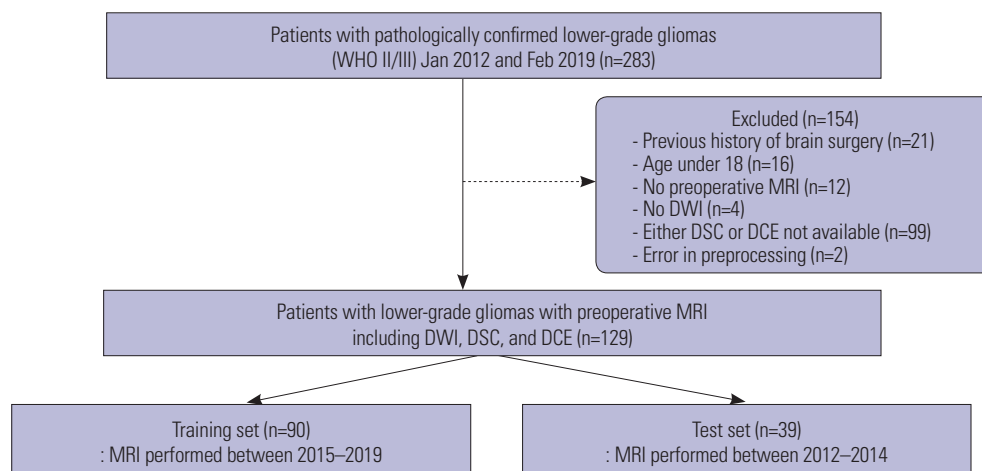 Patients with pathologically confirmed lower-grade gliomas
(WHO II/III) Jan 2012 and Feb 2019 (n=283)
Excluded (n=154)
- Previous history of brain surgery (n=21)
- Age under 18 (n=16)
- No preoperative MRI (n=12)
- No DWI (n=4)
- Either DSC or DCE not available (n=99)
- Error in preprocessing (n=2)
Patients with lower-grade gliomas with preoperative MRI
including DWI, DSC, and DCE (n=129)
Training set (n=90)
: MRI performed between 2015–2019
Test set (n=39)
: MRI performed between 2012–2014